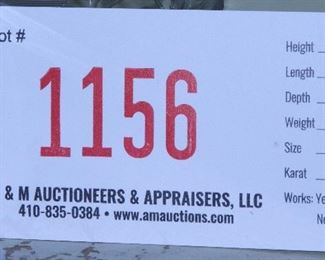 ot #
1156
& M AUCTIONEERS & APPRAISERS, LLC
410-835-0384 • www.amauctions.com
Height
Length
Depth
Weight
Size
Karat
Works: Ye
Ne